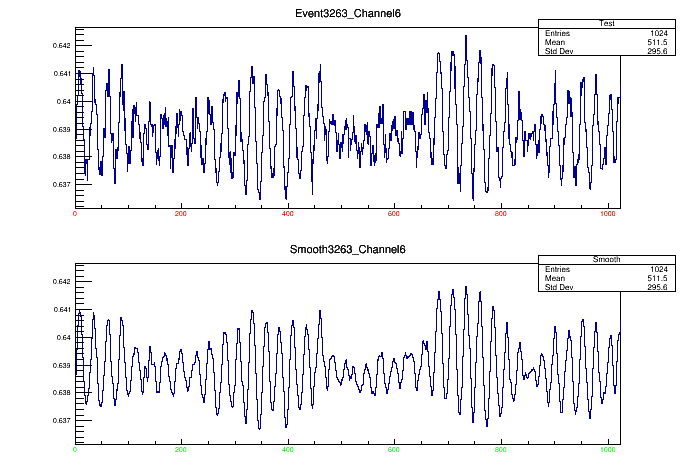 Event3263_Channel6
Test
Entries 1024
Mean 511.5
Std Dev 295.6
0.642
0.641
0.64
0.639
0.638
0.637
0 200 400 600 800 1000
Smooth3263_Channel6
Smooth
Entries 1024
Mean 511.5
Std Dev 295.6
0.642
0.641
0.64
0.639
0.638
0.637
0 200 400 600 800 1000